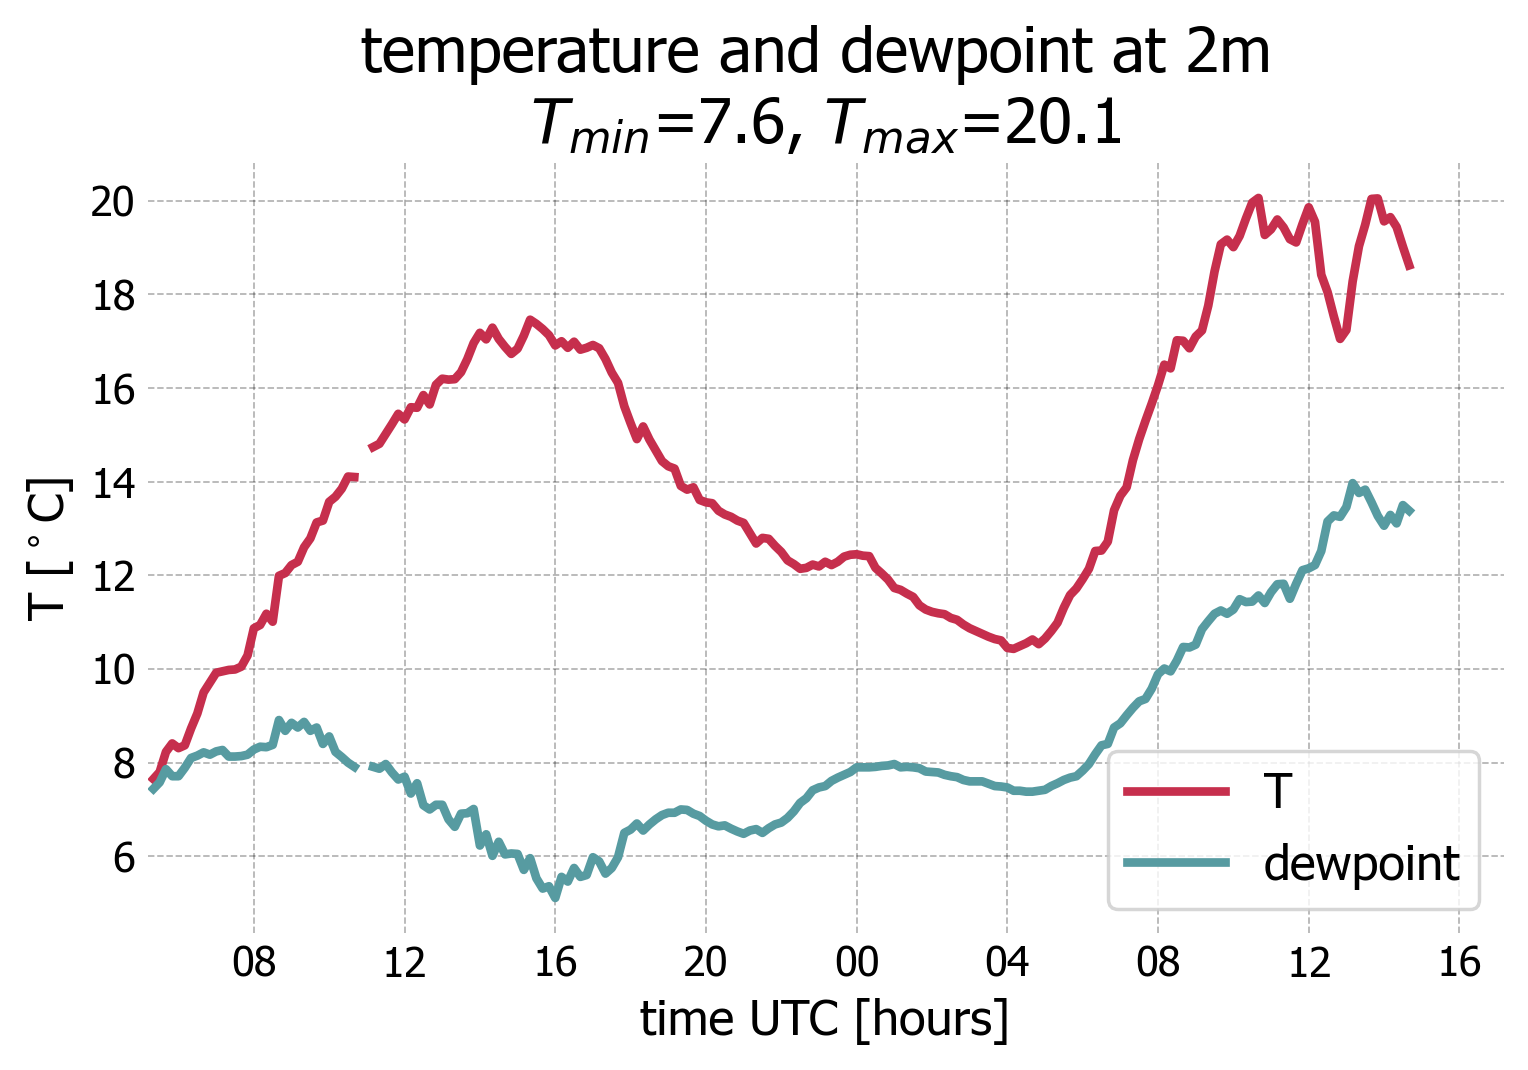 temperature and dewpoint at 2m
T_min=7.6, T_max=20.1
20
18
16
14
12
10
8
6
T [°C]
08 12 16 20 00 04 08 12 16
time UTC [hours]
T
dewpoint